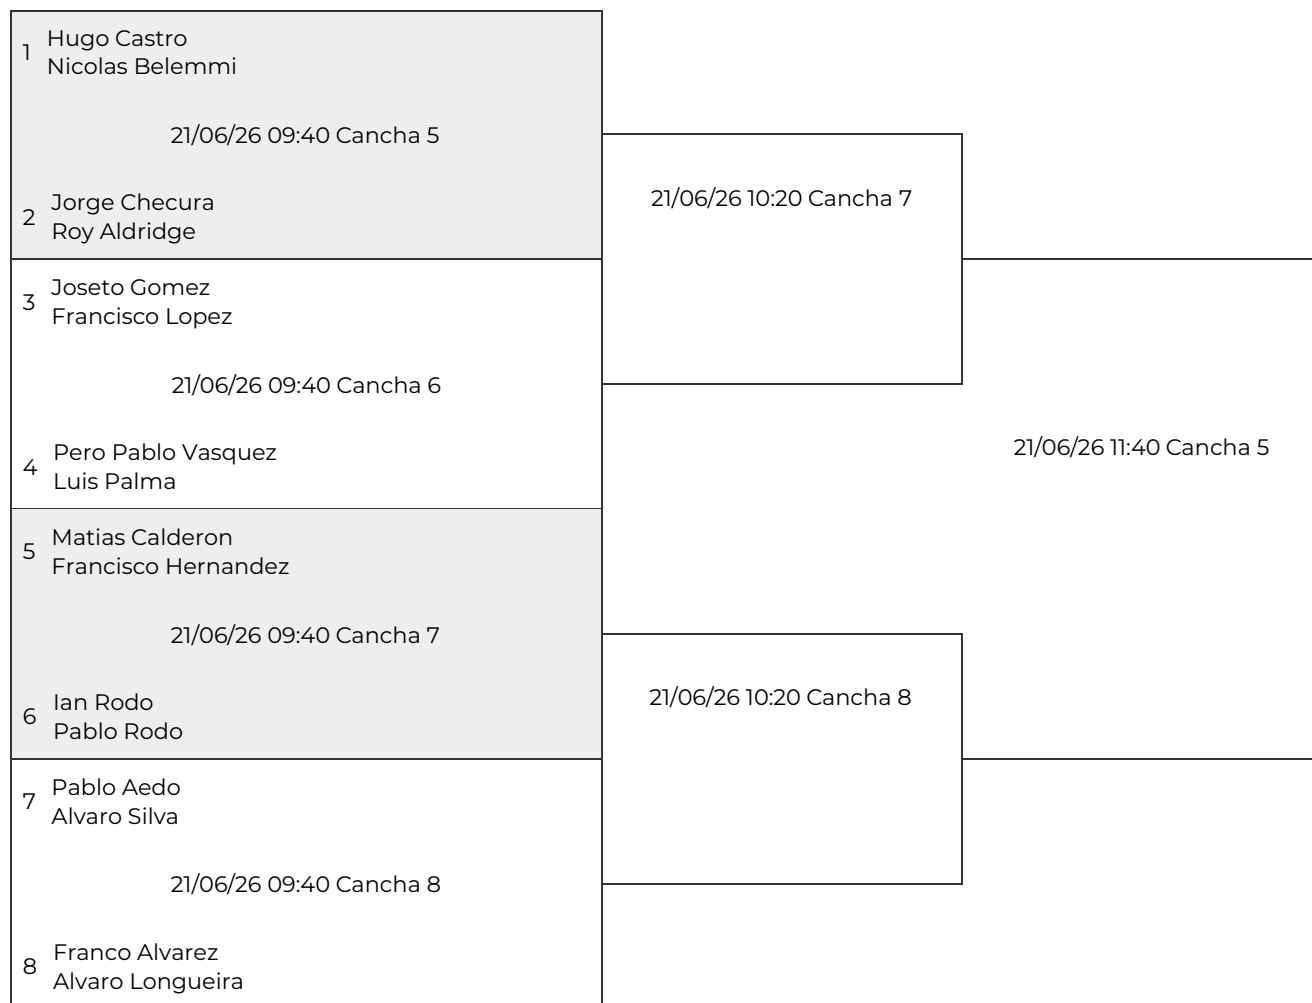 1 Hugo Castro
Nicolas Belemmi
21/06/26 09:40 Cancha 5
2 Jorge Checura
Roy Aldridge
3 Joseto Gomez
Francisco Lopez
21/06/26 09:40 Cancha 6
4 Pero Pablo Vasquez
Luis Palma
5 Matias Calderon
Francisco Hernandez
21/06/26 09:40 Cancha 7
6 Ian Rodo
Pablo Rodo
7 Pablo Aedo
Alvaro Silva
21/06/26 09:40 Cancha 8
8 Franco Alvarez
Alvaro Longueira
21/06/26 10:20 Cancha 7
21/06/26 10:20 Cancha 8
21/06/26 11:40 Cancha 5